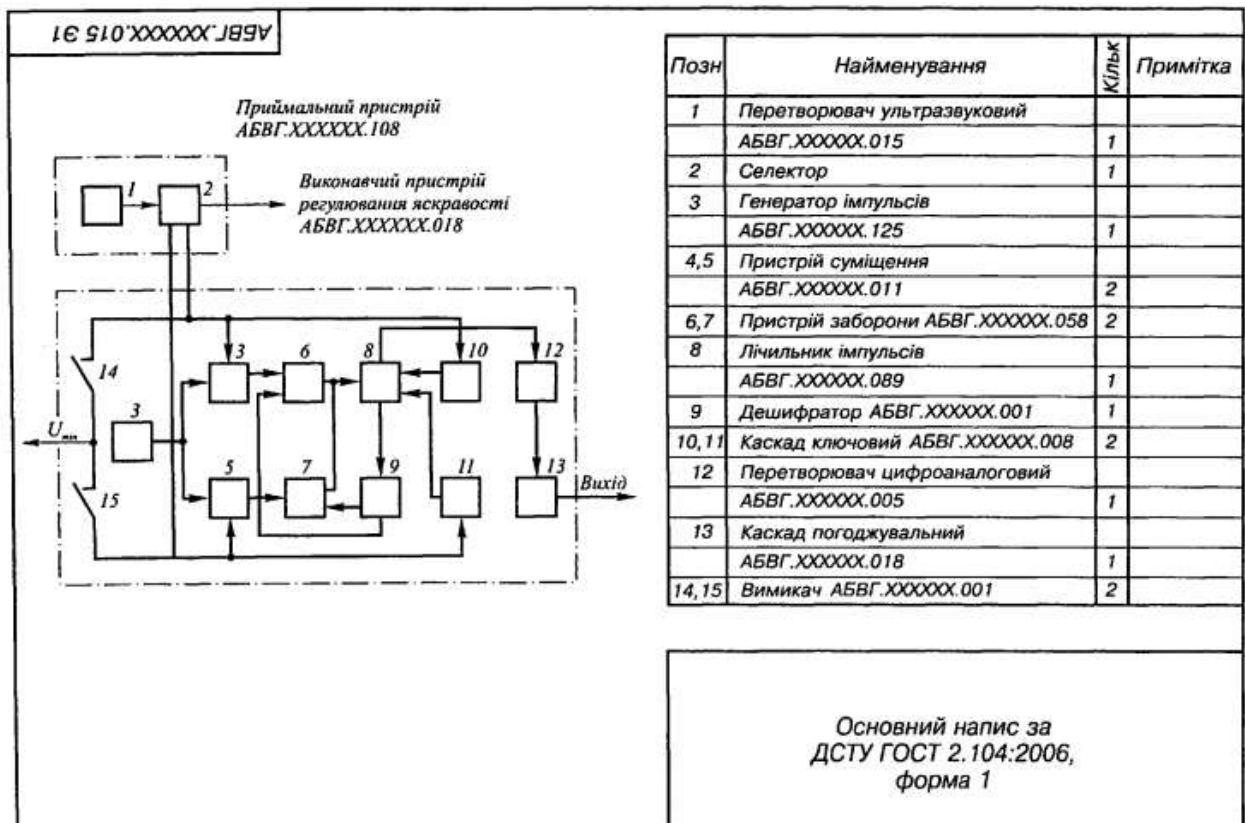 АБВГ.XXXXXX.015 Э1
Приймальний пристрій
АБВГ.XXXXXX.108
1
2
Виконавчий пристрій
регулювання яскравості
АБВГ.XXXXXX.018
14
3
6
8
10
12
3
U min
15
5
7
9
11
13
Вихід
Позн Найменування Кільк Примітка
1 Перетворювач ультразвуковий
АБВГ.XXXXXX.015 1
2 Селектор 1
3 Генератор імпульсів
АБВГ.XXXXXX.125 1
4,5 Пристрій суміщення
АБВГ.XXXXXX.011 2
6,7 Пристрій заборони АБВГ.XXXXXX.058 2
8 Лічильник імпульсів
АБВГ.XXXXXX.089 1
9 Дешифратор АБВГ.XXXXXX.001 1
10,11 Каскад ключовий АБВГ.XXXXXX.008 2
12 Перетворювач цифроаналоговий
АБВГ.XXXXXX.005 1
13 Каскад погоджувальний
АБВГ.XXXXXX.018 1
14,15 Вимикач АБВГ.XXXXXX.001 2
Основний напис за
ДСТУ ГОСТ 2.104:2006,
форма 1